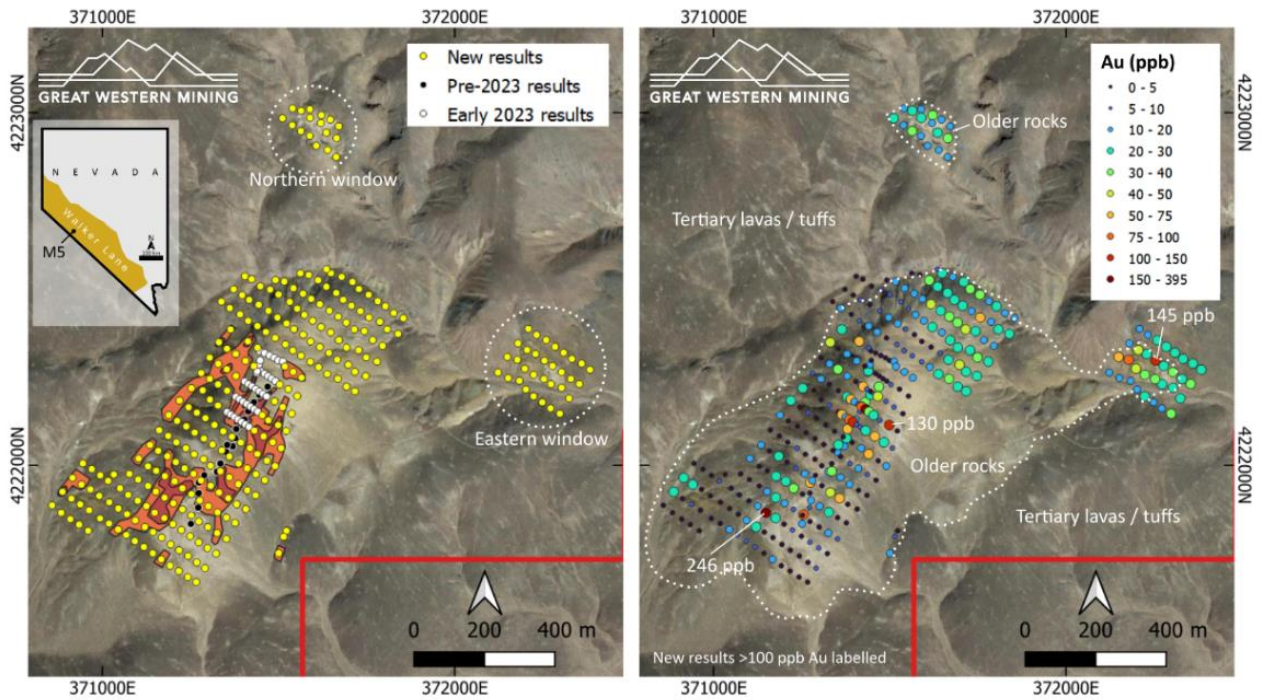 371000E
372000E
371000E
372000E
GREAT WESTERN MINING
New results
Pre-2023 results
Early 2023 results
4223000N
N E V A D A
Walker Lane
M5
N
Northern window
Eastern window
4222000N
0 200 400 m
371000E
372000E
GREAT WESTERN MINING
Au (ppb)
0 - 5
5 - 10
10 - 20
20 - 30
30 - 40
40 - 50
50 - 75
75 - 100
100 - 150
150 - 395
4223000N
Older rocks
Tertiary lavas / tuffs
145 ppb
130 ppb
Older rocks
4222000N
Tertiary lavas / tuffs
246 ppb
0 200 400 m
New results >100 ppb Au labelled
371000E
372000E